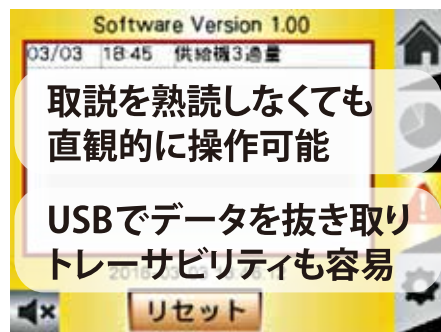 Software Version 1.00
03/03 18:45 供給機3過量
取説を熟読しなくても
直観的に操作可能
USBでデータを抜き取り
トレーサビリティも容易
リセット